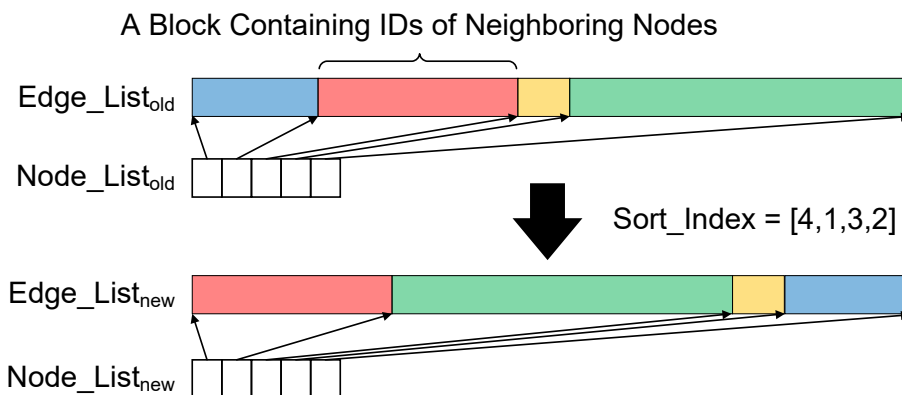 A Block Containing IDs of Neighboring Nodes
Edge_Listold
Node_Listold
Sort_Index = [4,1,3,2]
Edge_Listnew
Node_Listnew